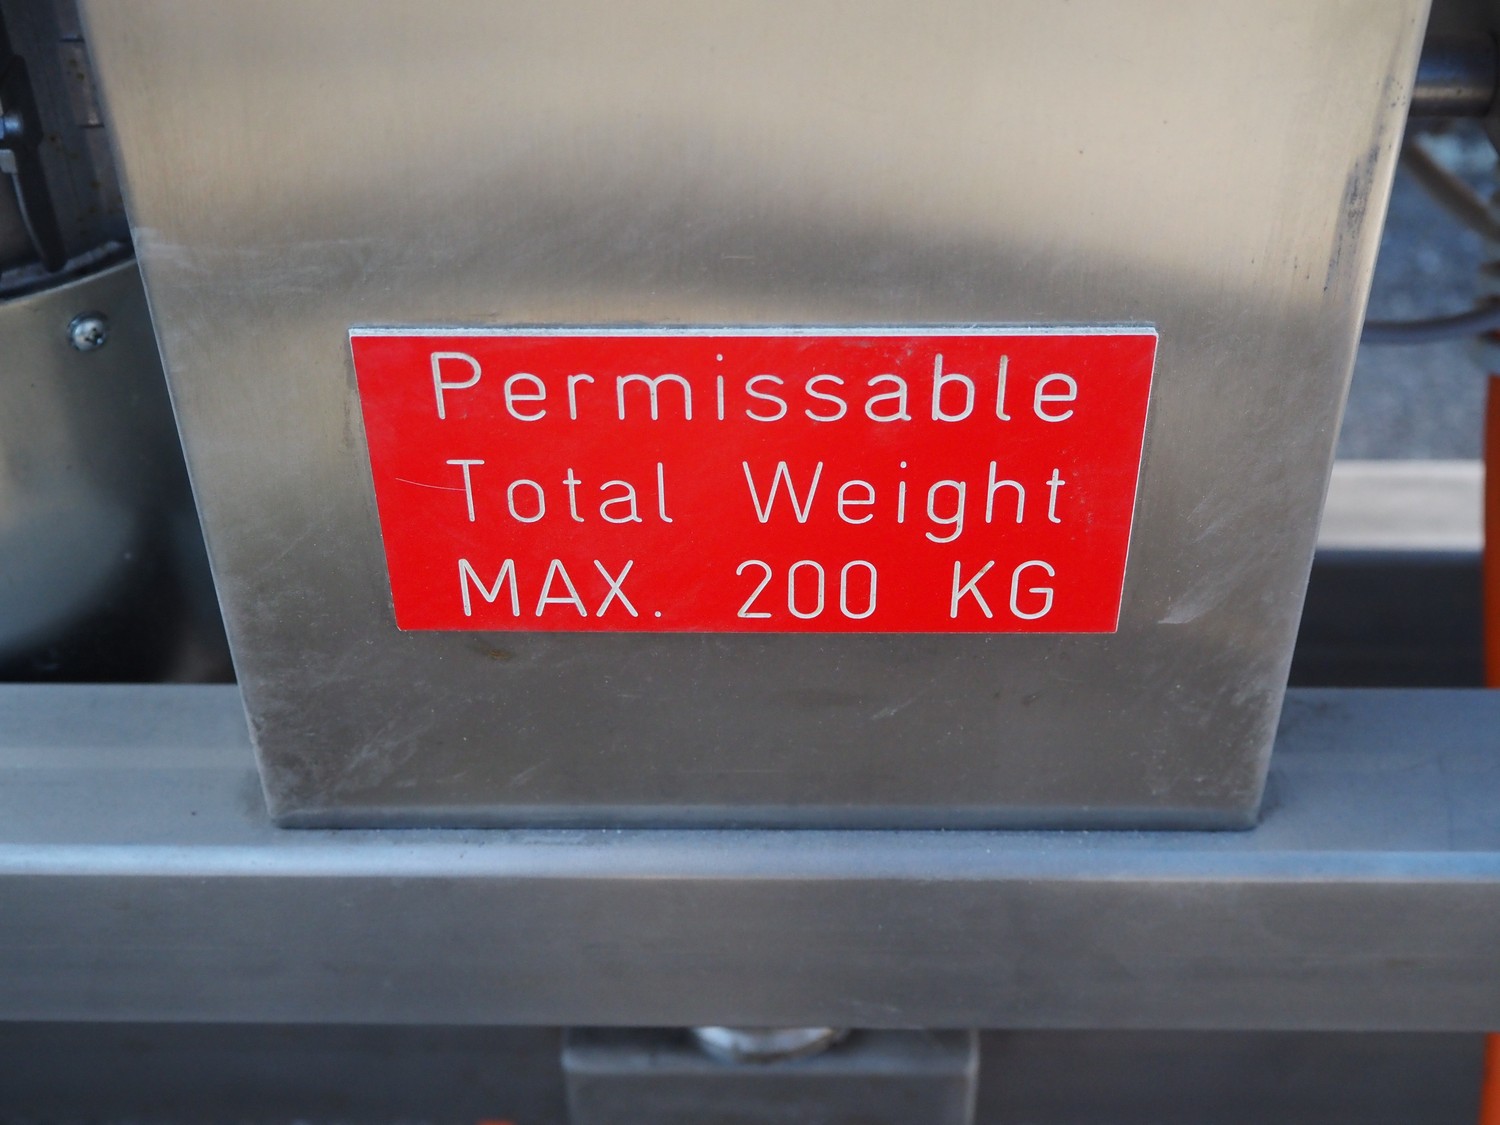 Permissable
Total Weight
MAX. 200 KG